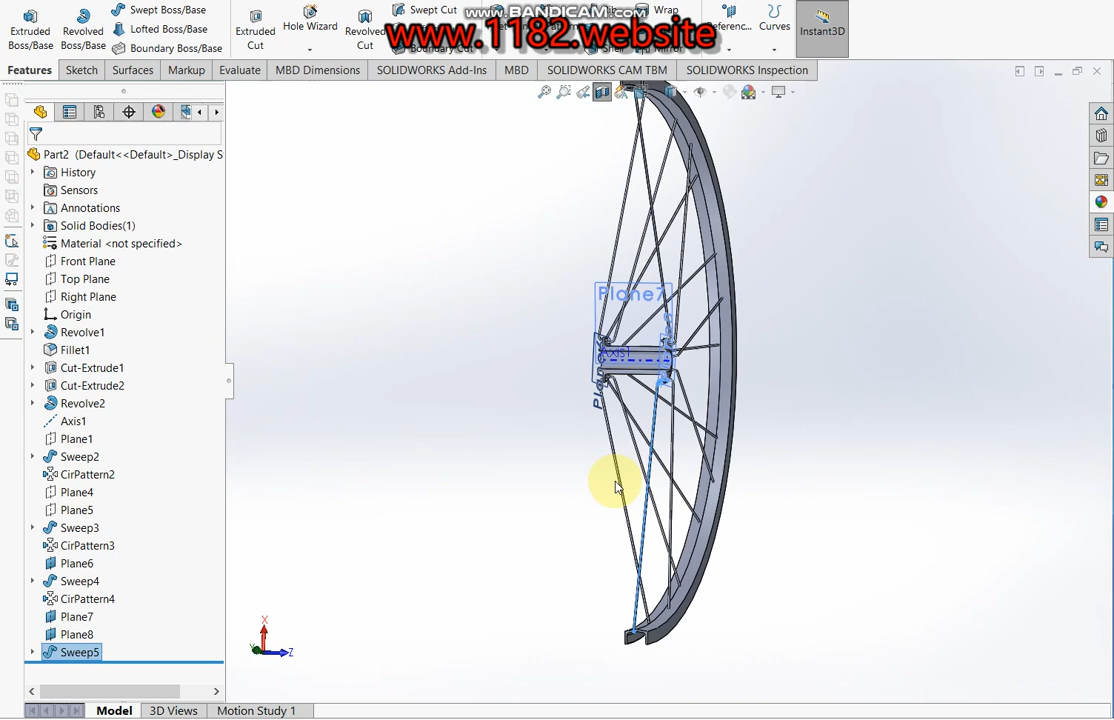 www.BANDICAM.com
www.1182.website
Extruded Boss/Base
Revolved Boss/Base
Swept Boss/Base
Lofted Boss/Base
Boundary Boss/Base
Extruded Cut
Hole Wizard
Revolved Cut
Swept Cut
Boundary Cut
Wrap
Mirror
Referenc...
Curves
Instant3D
Features
Sketch
Surfaces
Markup
Evaluate
MBD Dimensions
SOLIDWORKS Add-Ins
MBD
SOLIDWORKS CAM TBM
SOLIDWORKS Inspection
Part2 (Default<<Default>_Display S
History
Sensors
Annotations
Solid Bodies(1)
Material <not specified>
Front Plane
Top Plane
Right Plane
Origin
Revolve1
Fillet1
Cut-Extrude1
Cut-Extrude2
Revolve2
Axis1
Plane1
Sweep2
CirPattern2
Plane4
Plane5
Sweep3
CirPattern3
Plane6
Sweep4
CirPattern4
Plane7
Plane8
Sweep5
Plane7
Axis1
X
Y
Z
Model
3D Views
Motion Study 1